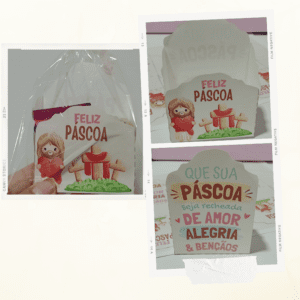 FELIZ
PÁSCOA
FELIZ
PÁSCOA
QUE SUA
PÁSCOA
Seja recheada
DE AMOR
ALEGRIA
& BENÇÃOS